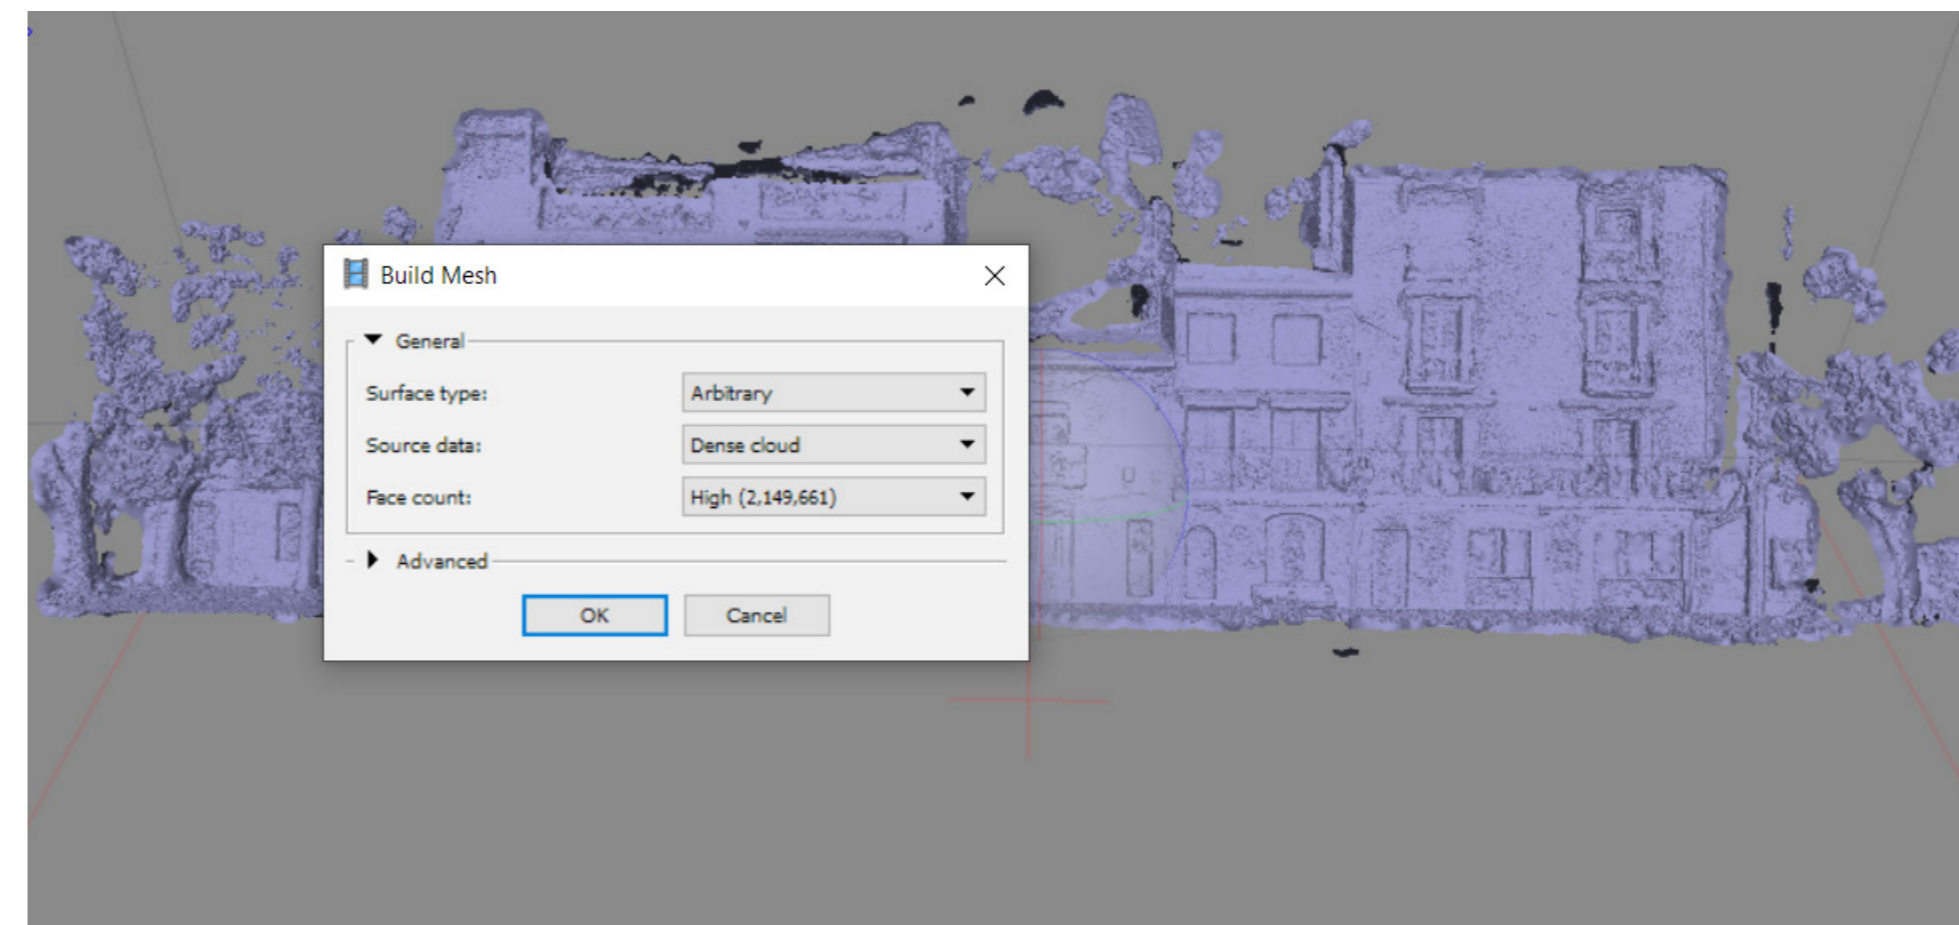 Build Mesh
General
Surface type: Arbitrary
Source data: Dense cloud
Face count: High (2,149,661)
Advanced
OK Cancel